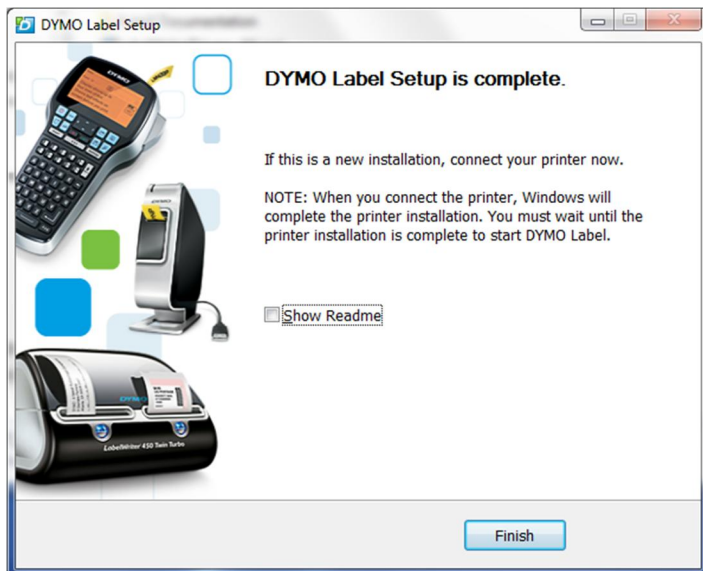 DYMO Label Setup
DYMO Label Setup is complete.
If this is a new installation, connect your printer now.
NOTE: When you connect the printer, Windows will
complete the printer installation. You must wait until the
printer installation is complete to start DYMO Label.
Show Readme
DYMO
DYMO
DYMO
LabelWriter 450 Twin Turbo
Finish